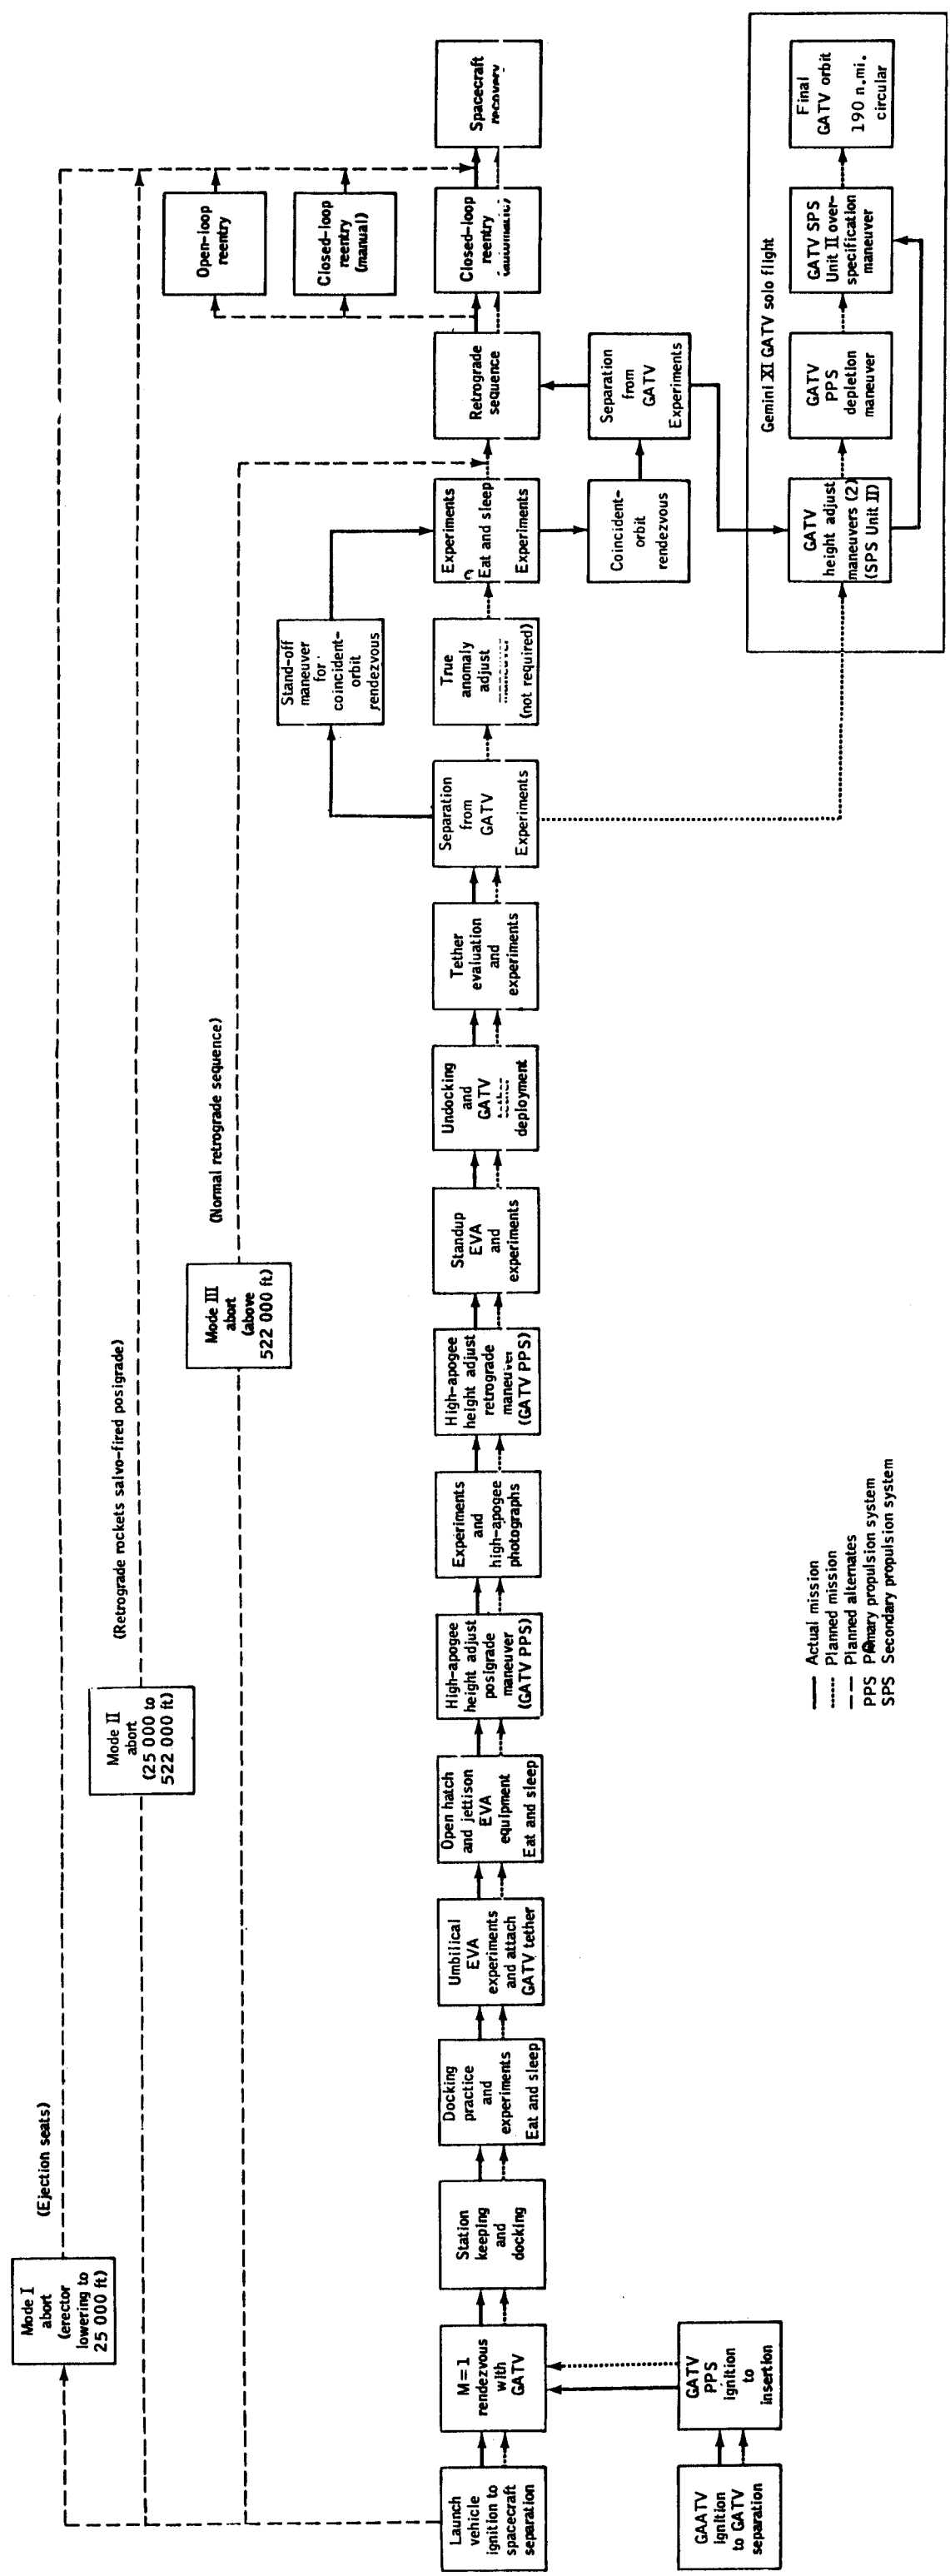 Mode I
abort
(erector
lowering to
25 000 ft)
(Ejection seats)
Mode II
abort
(25 000 to
522 000 ft)
(Retrograde rockets salvo-fired posigrade)
Mode III
abort
(above
522 000 ft)
(Normal retrograde sequence)
Open-loop
reentry
Closed-loop
reentry
(manual)
Stand-off
maneuver
for
coincident-
orbit
rendezvous
Launch
vehicle
ignition to
spacecraft
separation
M=1
rendezvous
with
GATV
Station
keeping
and
docking
Docking
practice
and
experiments
Eat and sleep
Umbilical
EVA
experiments
and attach
GATV tether
Open hatch
and jettison
EVA
equipment
Eat and sleep
High-apogee
height adjust
posigrade
maneuver
(GATV PPS)
Experiments
and
high-apogee
photographs
High-apogee
height adjust
retrograde
maneuver
(GATV PPS)
Standup
EVA
and
experiments
Undocking
and
GATV
tether
deployment
Tether
evaluation
and
experiments
Separation
from
GATV
Experiments
True
anomaly
adjust
maneuver
(not required)
Experiments
Eat and sleep
Experiments
Retrograde
sequence
Closed-loop
reentry
(automatic)
Spacecraft
recovery
GAATV
ignition
to GATV
separation
GATV
PPS
ignition
to
insertion
Coincident-
orbit
rendezvous
Separation
from
GATV
Experiments
Gemini XI GATV solo flight
GATV
height adjust
maneuvers (2)
(SPS Unit II)
GATV
PPS
depletion
maneuver
GATV SPS
Unit II over-
specification
maneuver
Final
GATV orbit
190 n.mi.
circular
Actual mission
Planned mission
Planned alternates
PPS Primary propulsion system
SPS Secondary propulsion system